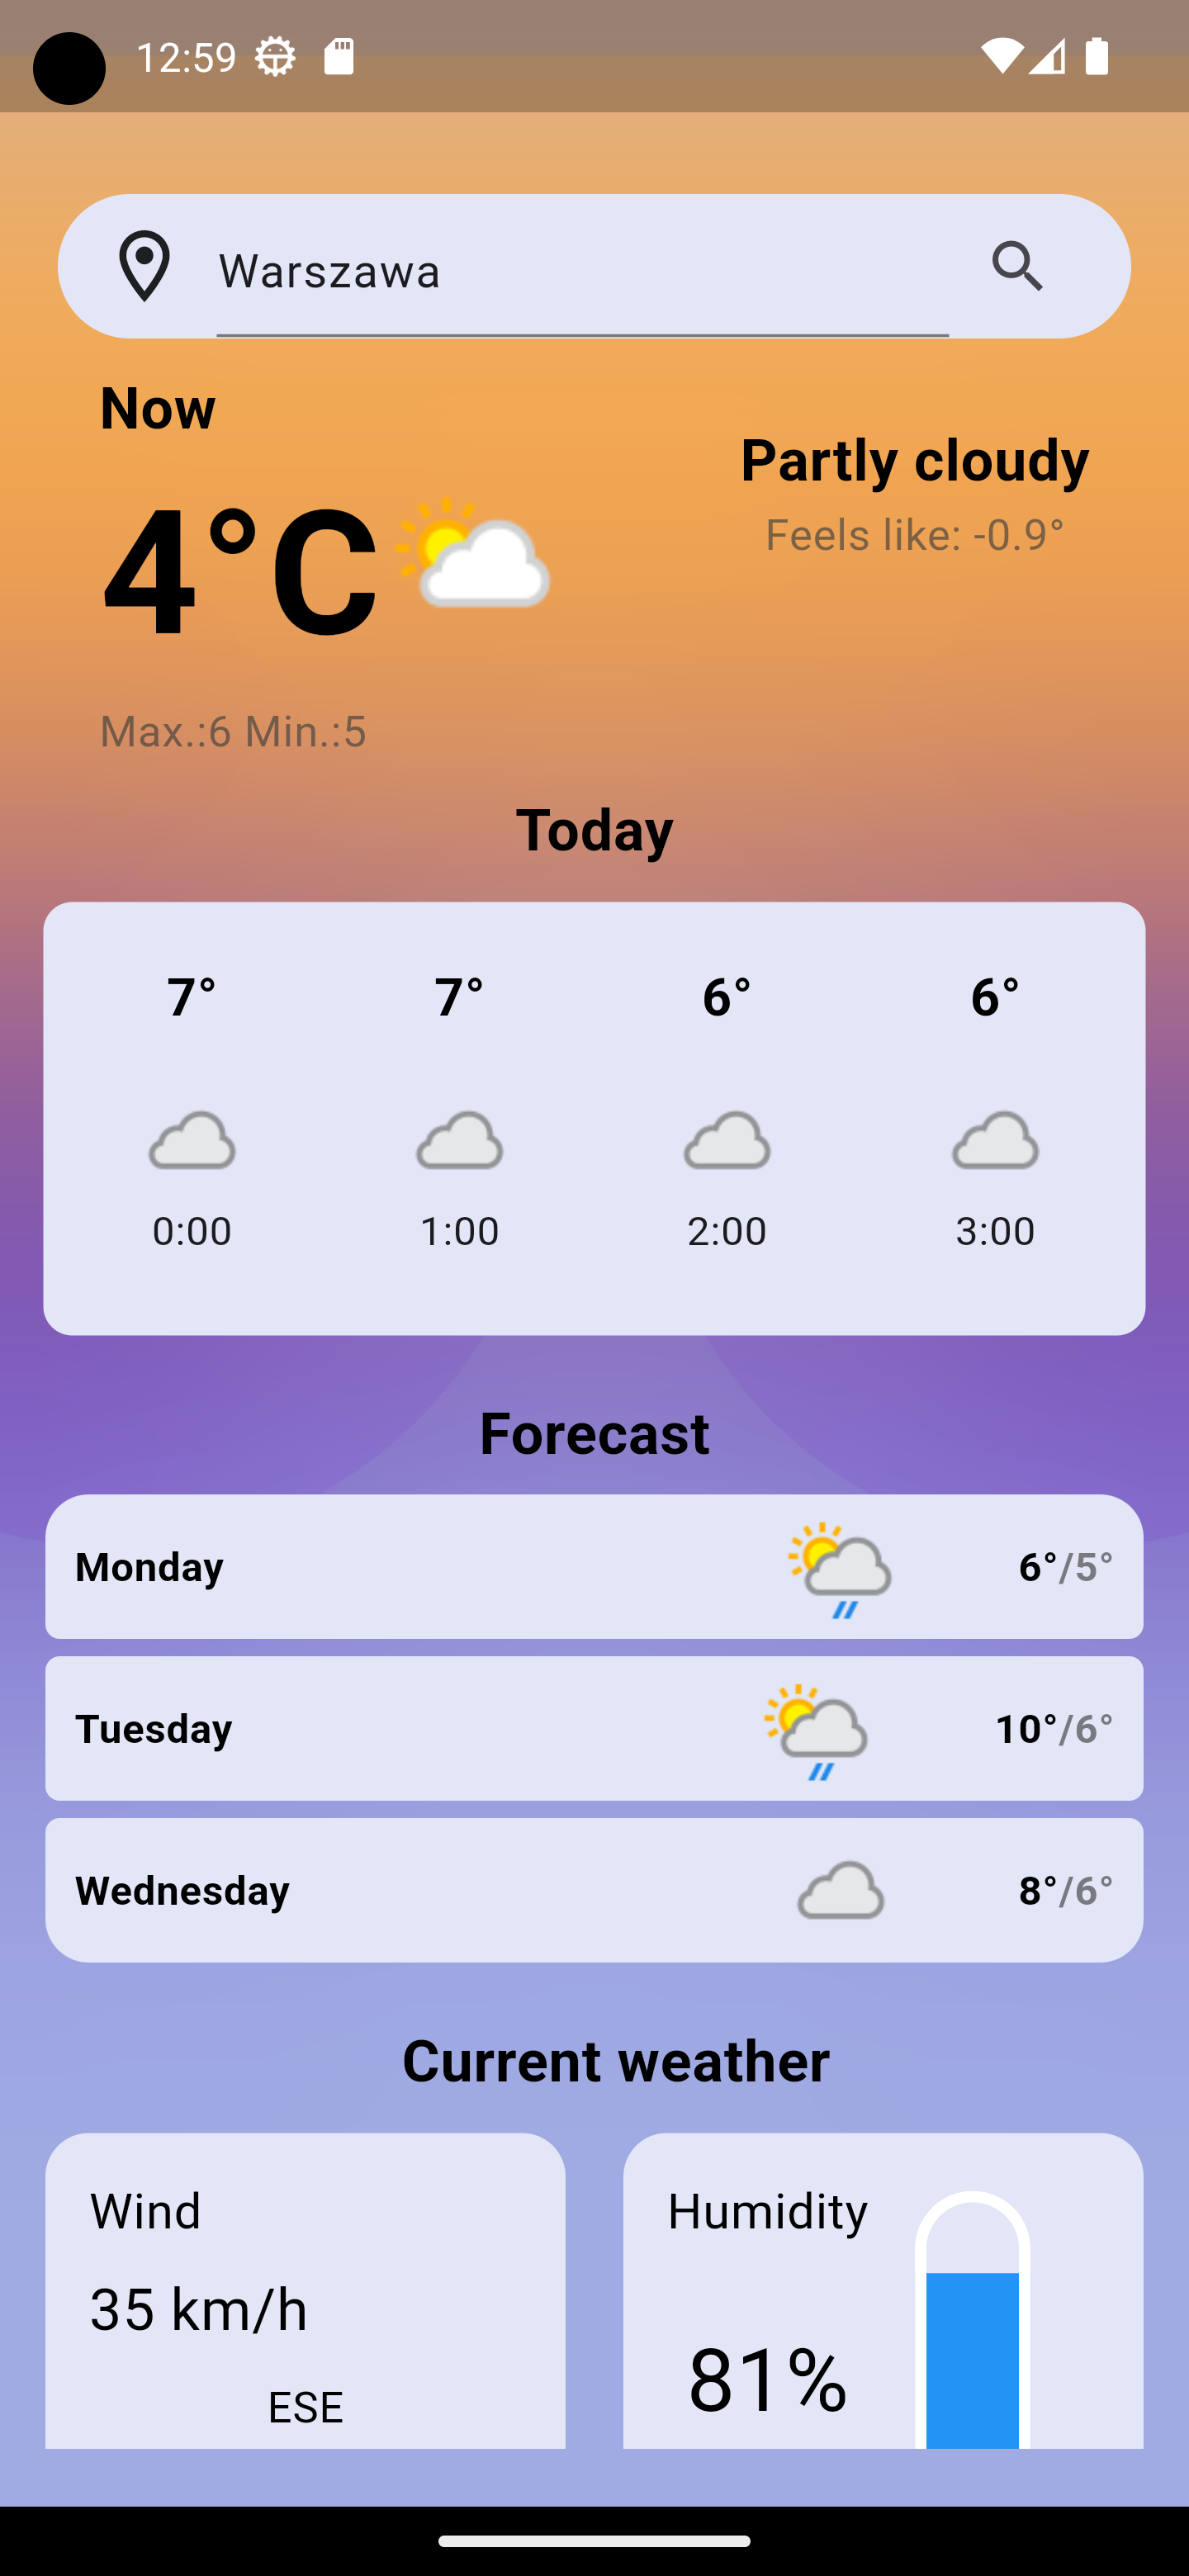 12:59
Warszawa
Now
Partly cloudy
4°C
Feels like: -0.9°
Max.:6 Min.:5
Today
7° 7° 6° 6°
0:00 1:00 2:00 3:00
Forecast
Monday 6°/5°
Tuesday 10°/6°
Wednesday 8°/6°
Current weather
Wind
35 km/h
ESE
Humidity
81%